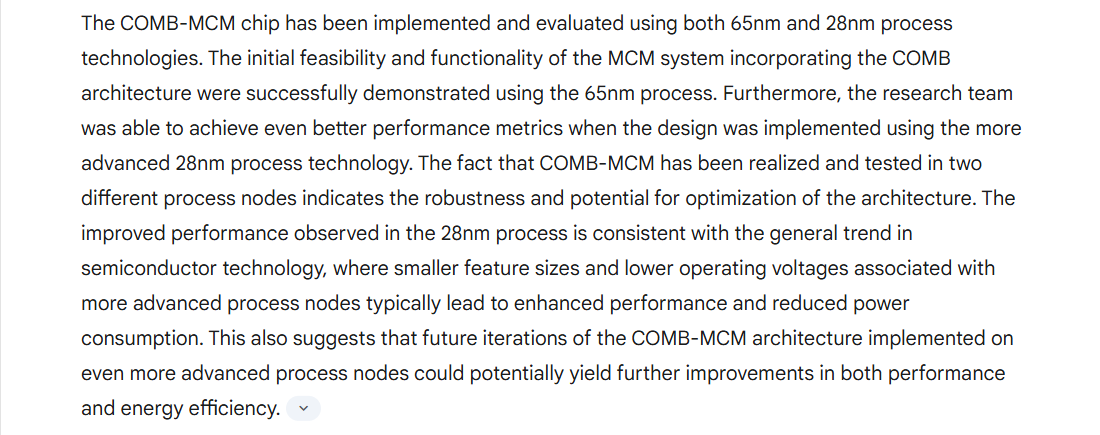 The COMB-MCM chip has been implemented and evaluated using both 65nm and 28nm process
technologies. The initial feasibility and functionality of the MCM system incorporating the COMB
architecture were successfully demonstrated using the 65nm process. Furthermore, the research team
was able to achieve even better performance metrics when the design was implemented using the more
advanced 28nm process technology. The fact that COMB-MCM has been realized and tested in two
different process nodes indicates the robustness and potential for optimization of the architecture. The
improved performance observed in the 28nm process is consistent with the general trend in
semiconductor technology, where smaller feature sizes and lower operating voltages associated with
more advanced process nodes typically lead to enhanced performance and reduced power
consumption. This also suggests that future iterations of the COMB-MCM architecture implemented on
even more advanced process nodes could potentially yield further improvements in both performance
and energy efficiency.